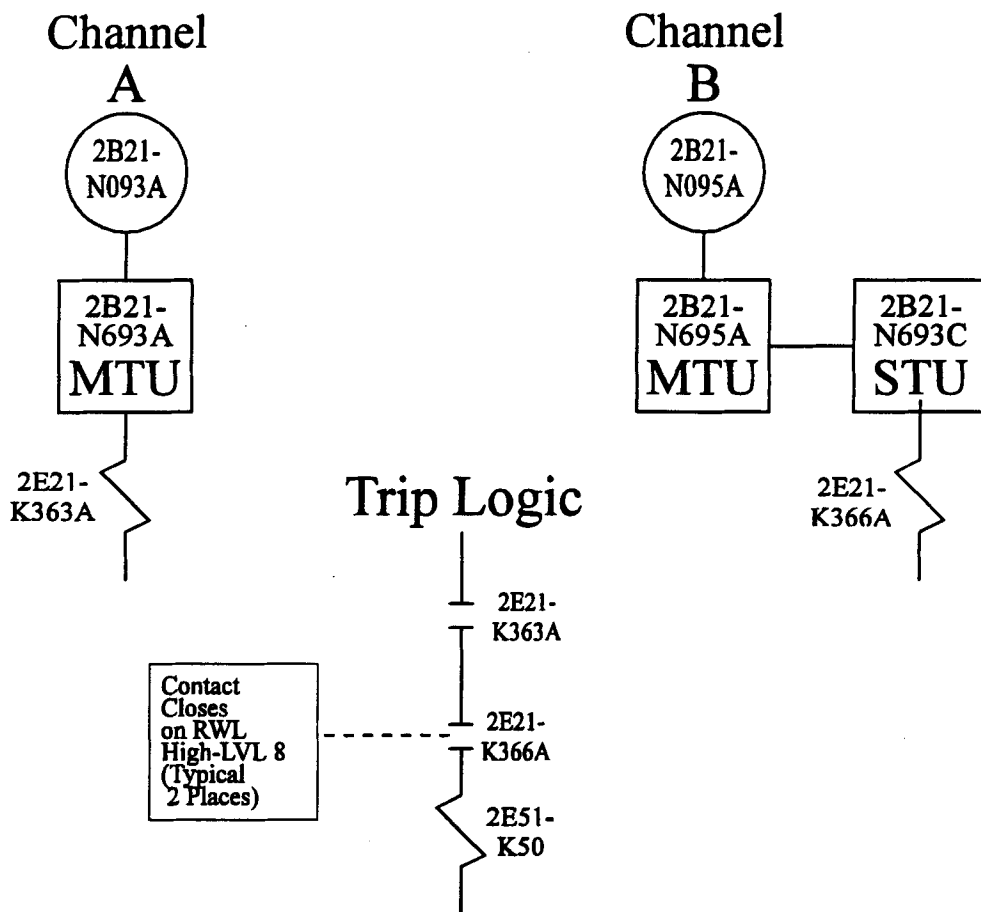 Channel
A
2B21-
N093A
2B21-
N693A
MTU
2E21-
K363A
Channel
B
2B21-
N095A
2B21-
N695A
MTU
2B21-
N693C
STU
2E21-
K366A
Trip Logic
2E21-
K363A
Contact
Closes
on RWL
High-LVL 8
(Typical
2 Places)
2E21-
K366A
2E51-
K50